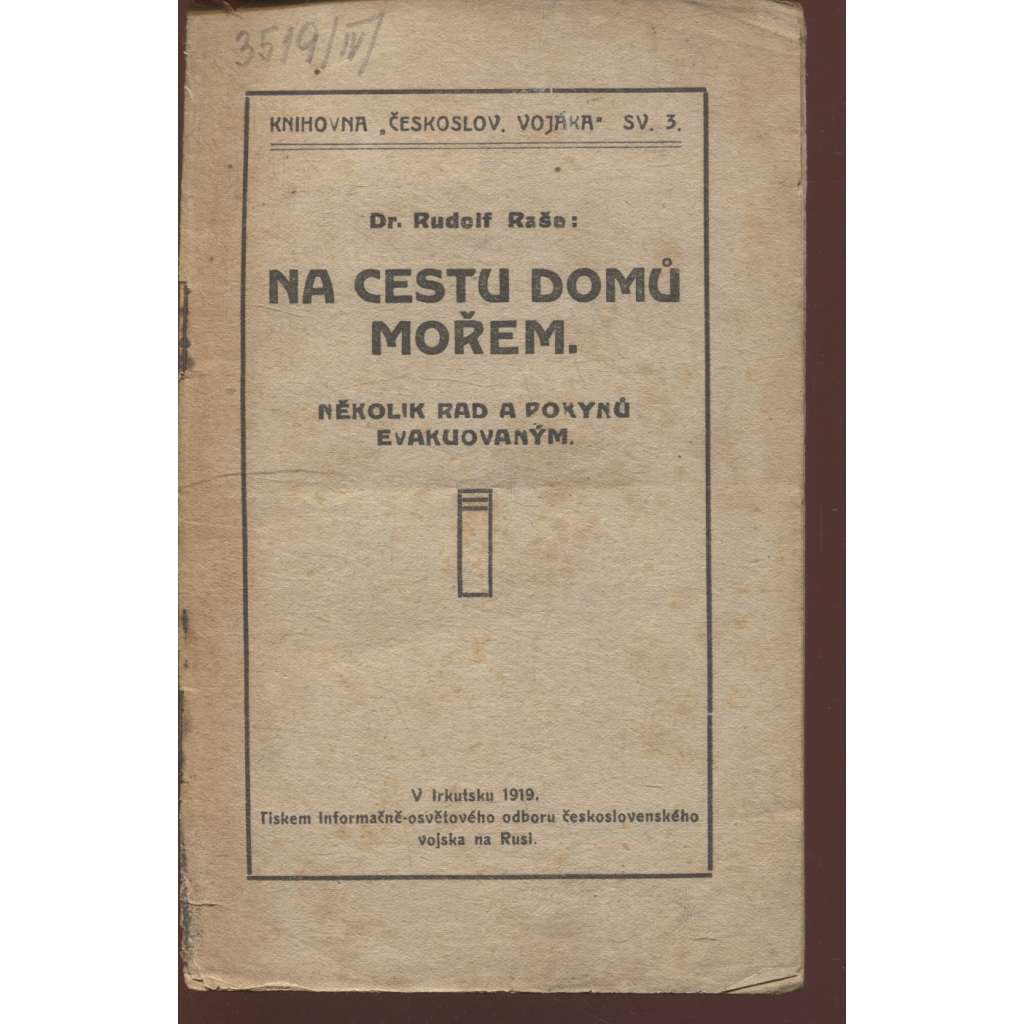 3519/IV/
KNIHOVNA „ČESKOSLOV. VOJÁKA" SV. 3.
Dr. Rudolf Raše:
NA CESTU DOMŮ
MOŘEM.
NĚKOLIK RAD A POKYNŮ
EVAKUOVANÝM.
V Irkutsku 1919.
Tiskem Informačně-osvětového odboru československého
vojska na Rusi.